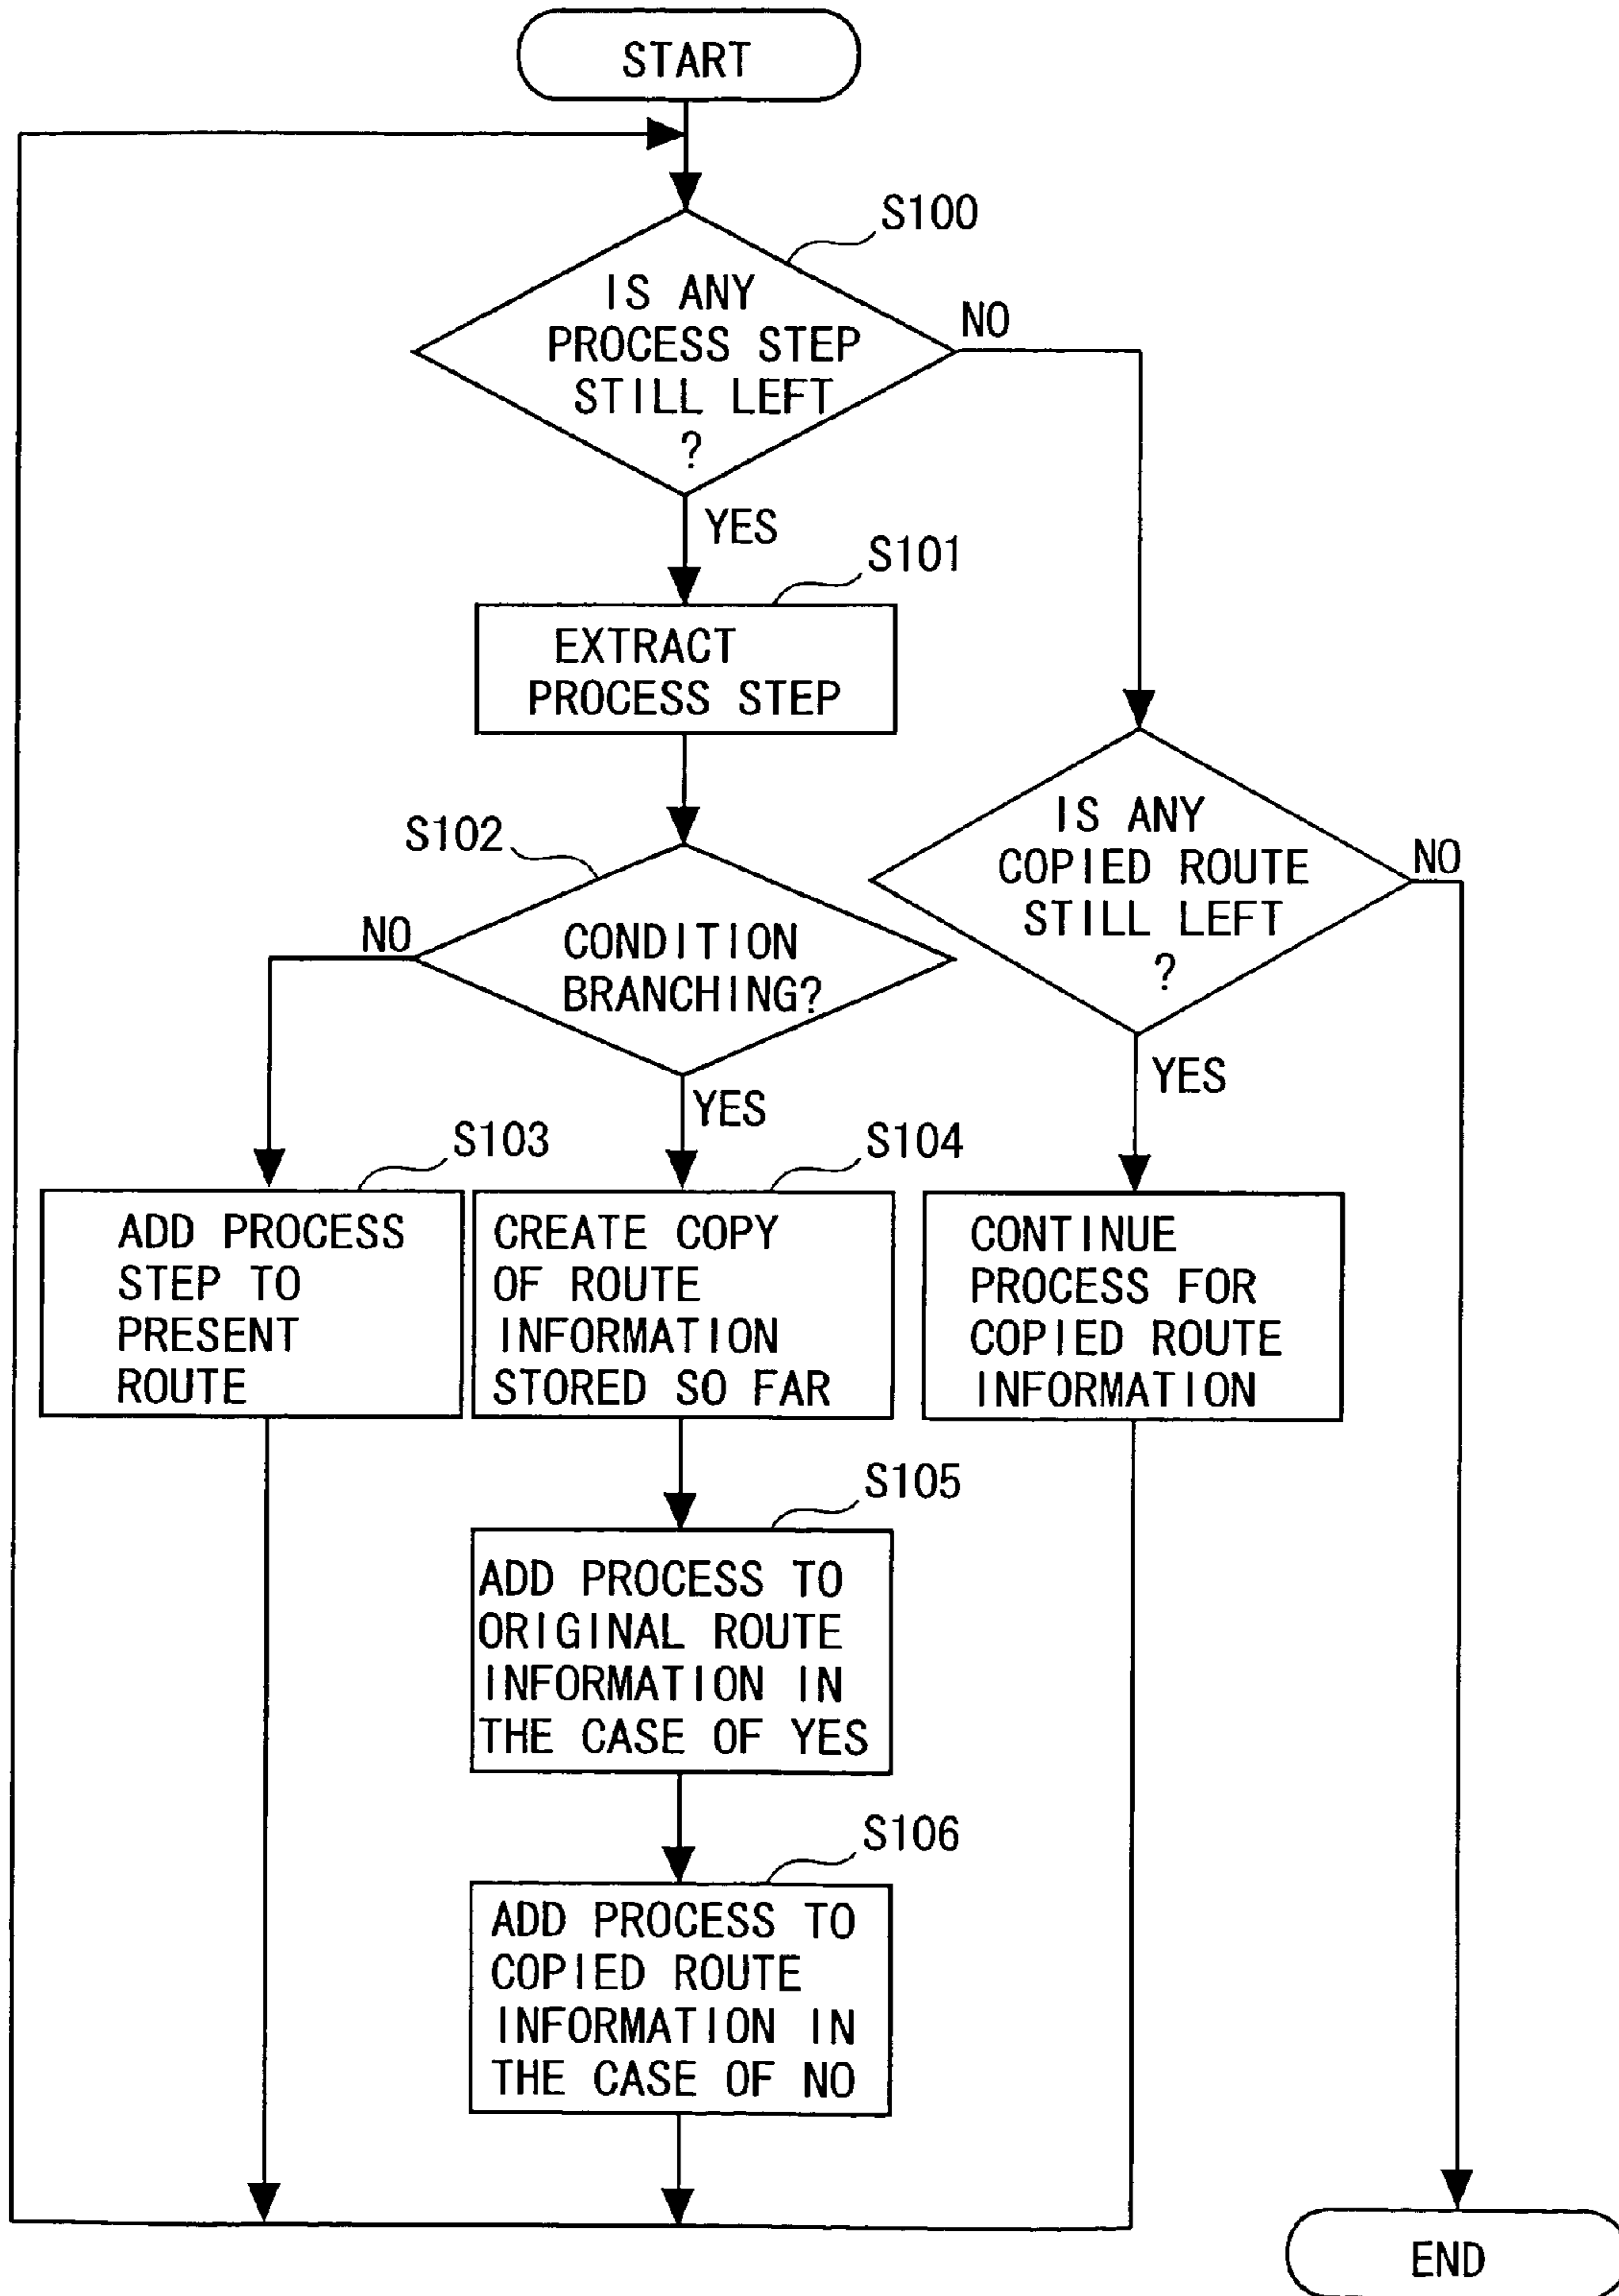 START
S100
IS ANY
PROCESS STEP
STILL LEFT
?
NO
YES
S101
EXTRACT
PROCESS STEP
S102
CONDITION
BRANCHING?
NO
YES
IS ANY
COPIED ROUTE
STILL LEFT
?
NO
YES
S103
ADD PROCESS
STEP TO
PRESENT
ROUTE
S104
CREATE COPY
OF ROUTE
INFORMATION
STORED SO FAR
CONTINUE
PROCESS FOR
COPIED ROUTE
INFORMATION
S105
ADD PROCESS TO
ORIGINAL ROUTE
INFORMATION IN
THE CASE OF YES
S106
ADD PROCESS TO
COPIED ROUTE
INFORMATION IN
THE CASE OF NO
END